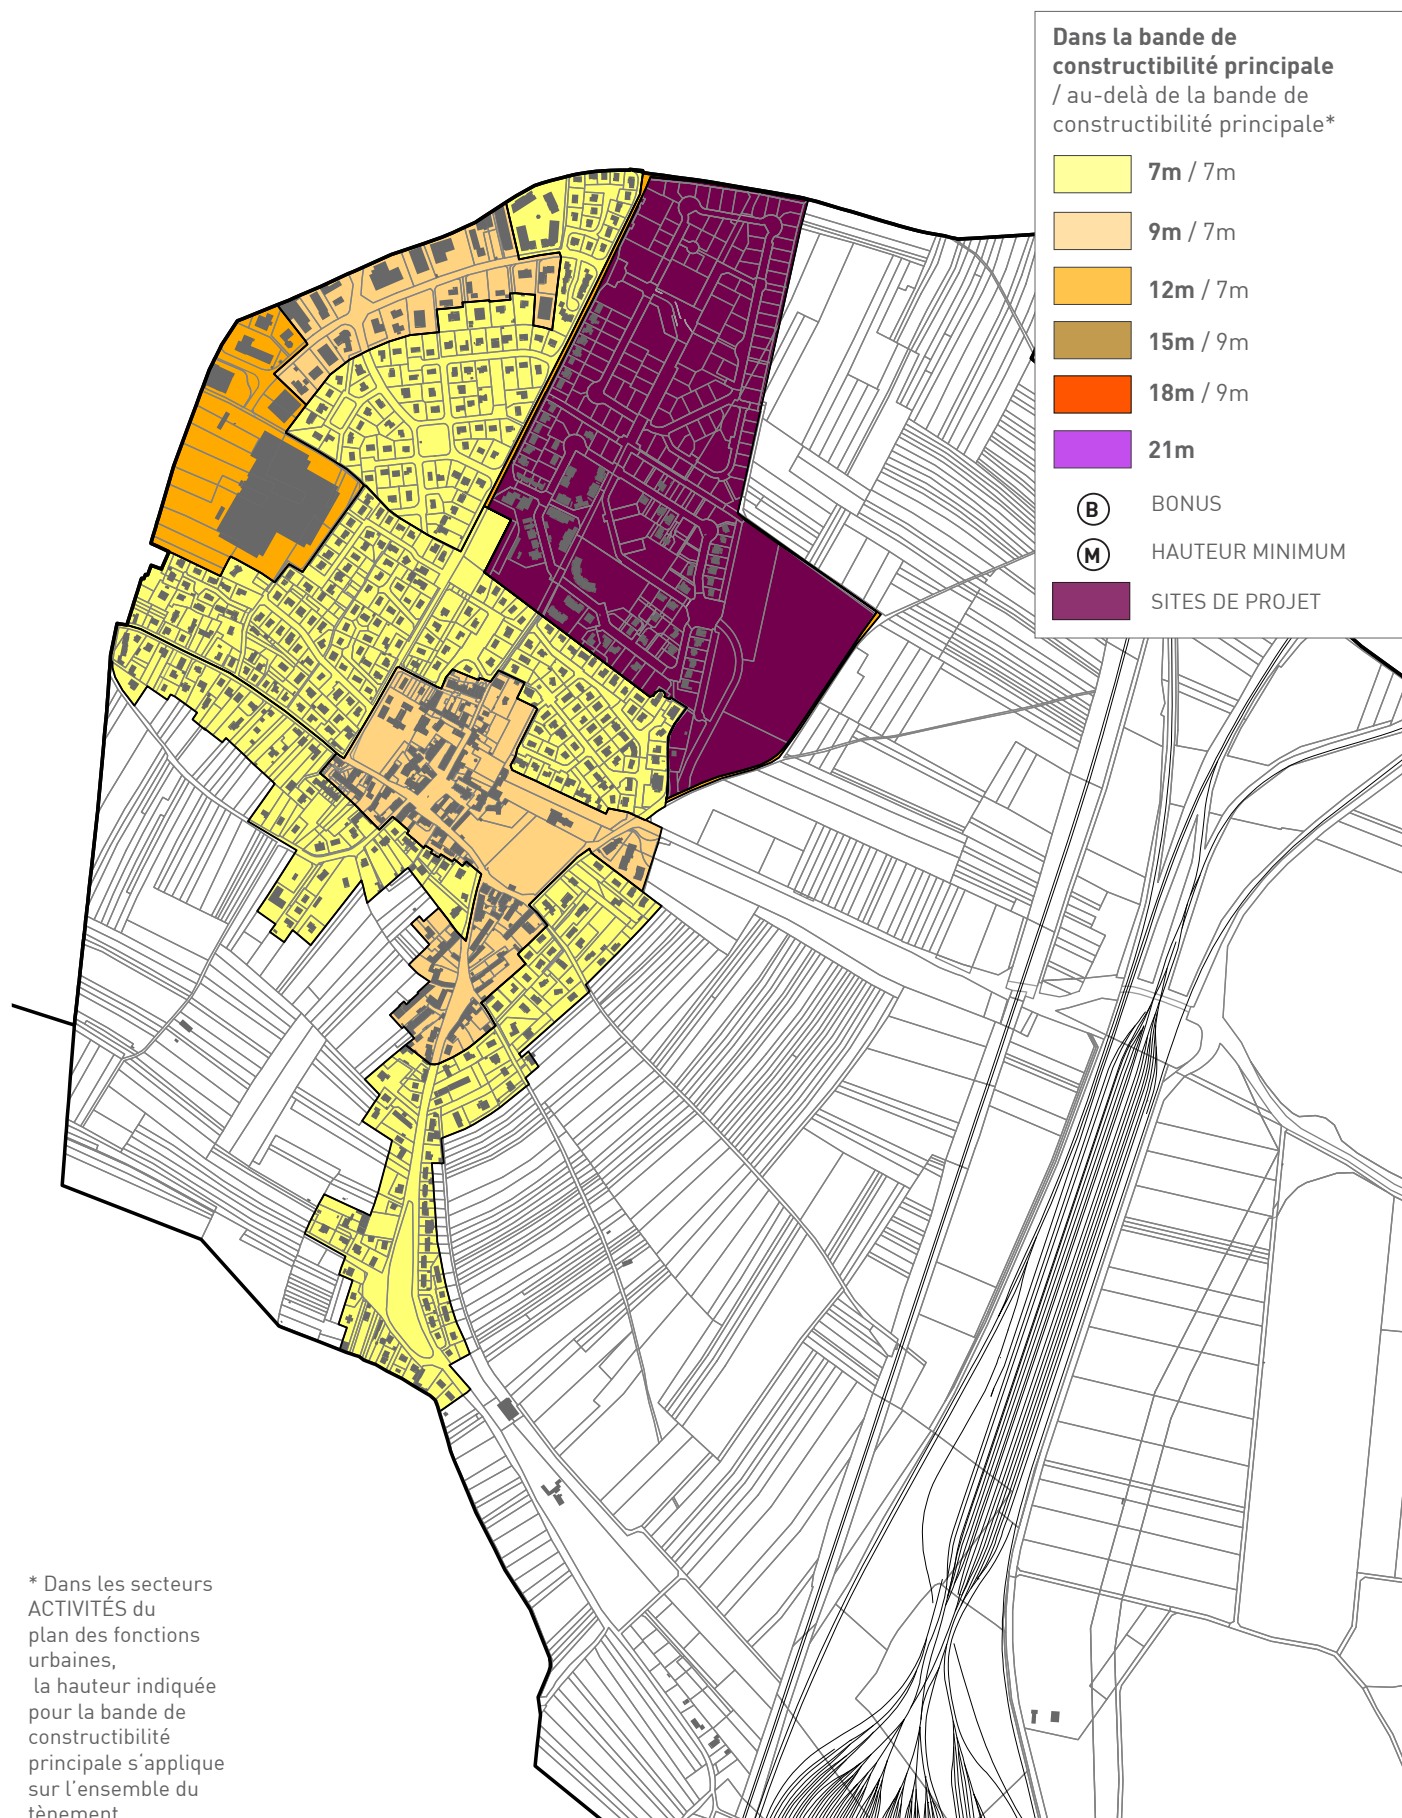 Dans la bande de
constructibilité principale
/ au-delà de la bande de
constructibilité principale*
7m / 7m
9m / 7m
12m / 7m
15m / 9m
18m / 9m
21m
B BONUS
M HAUTEUR MINIMUM
SITES DE PROJET
* Dans les secteurs
ACTIVITÉS du
plan des fonctions
urbaines,
la hauteur indiquée
pour la bande de
constructibilité
principale s'applique
sur l'ensemble du
tènement